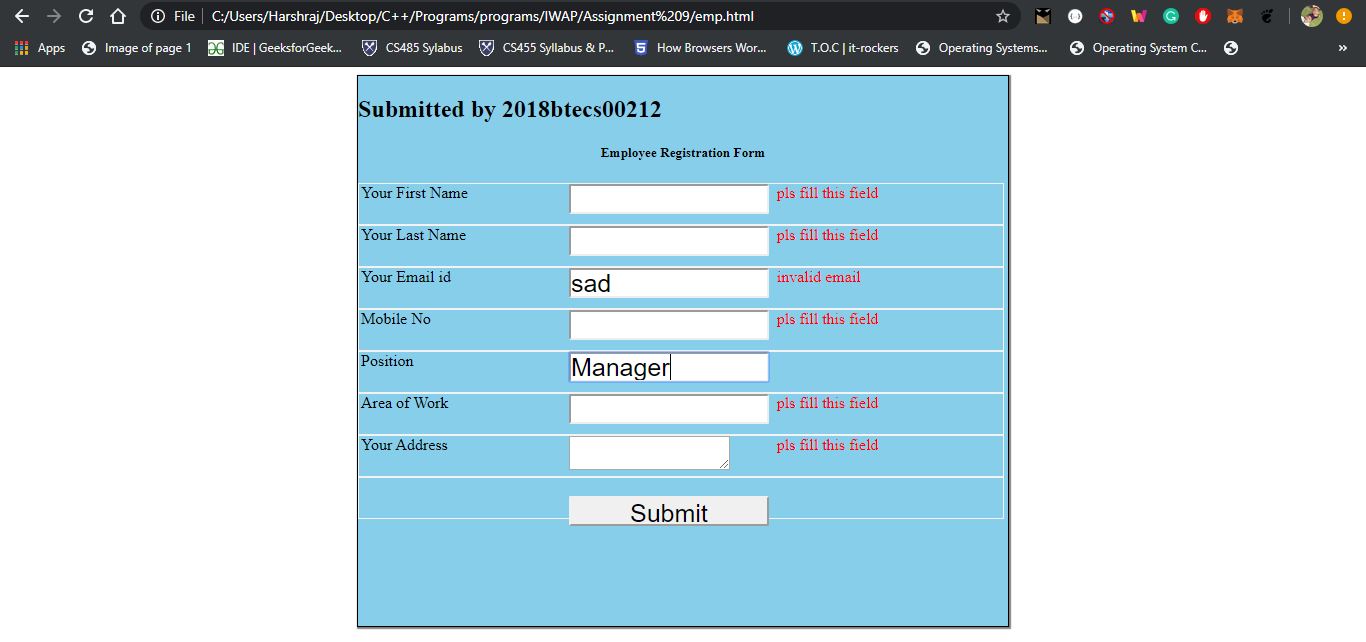 File C:/Users/Harshraj/Desktop/C++/Programs/programs/IWAP/Assignment%209/emp.html
Apps Image of page 1 IDE | GeeksforGeek... CS485 Sylabus CS455 Syllabus & P... How Browsers Wor... T.O.C | it-rockers Operating Systems... Operating System C... »
Submitted by 2018btecs00212
Employee Registration Form
Your First Name pls fill this field
Your Last Name pls fill this field
Your Email id sad invalid email
Mobile No pls fill this field
Position Manager
Area of Work pls fill this field
Your Address pls fill this field
Submit